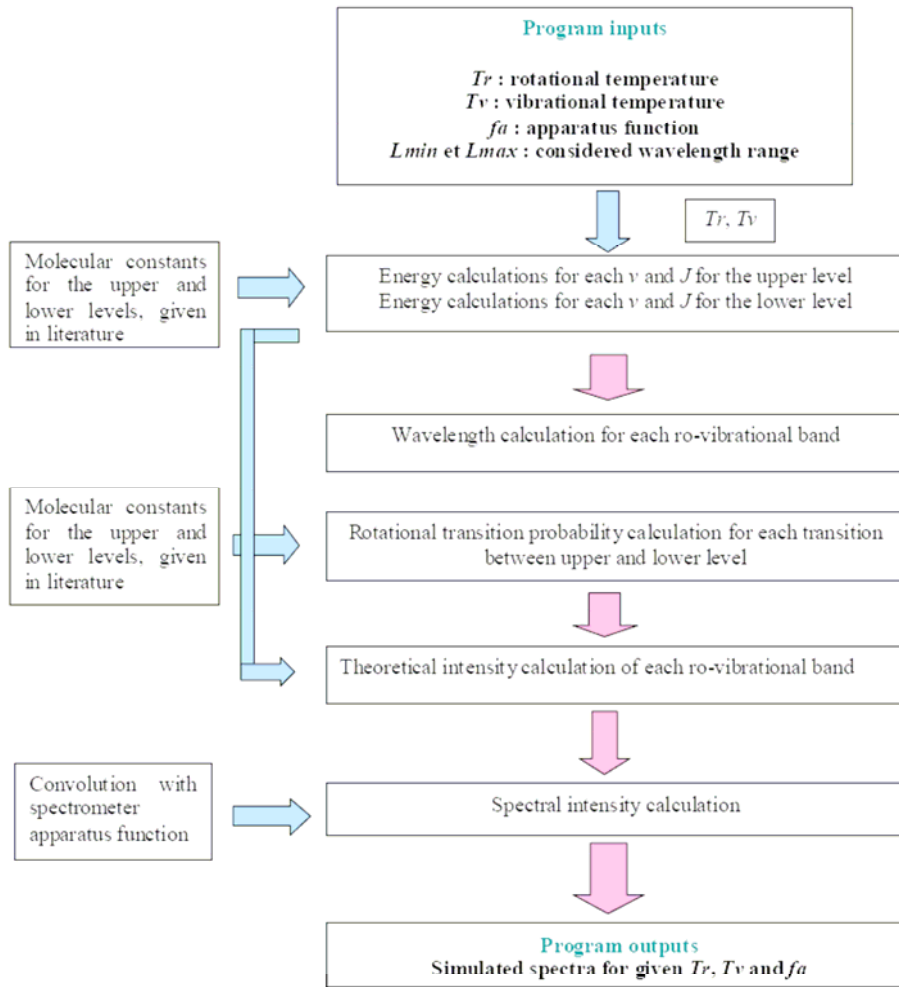 Program inputs
Tr : rotational temperature
Tv : vibrational temperature
fa : apparatus function
Lmin et Lmax : considered wavelength range
Tr, Tv
Molecular constants
for the upper and
lower levels, given
in literature
Energy calculations for each v and J for the upper level
Energy calculations for each v and J for the lower level
Wavelength calculation for each ro-vibrational band
Molecular constants
for the upper and
lower levels, given
in literature
Rotational transition probability calculation for each transition
between upper and lower level
Theoretical intensity calculation of each ro-vibrational band
Convolution with
spectrometer
apparatus function
Spectral intensity calculation
Program outputs
Simulated spectra for given Tr, Tv and fa